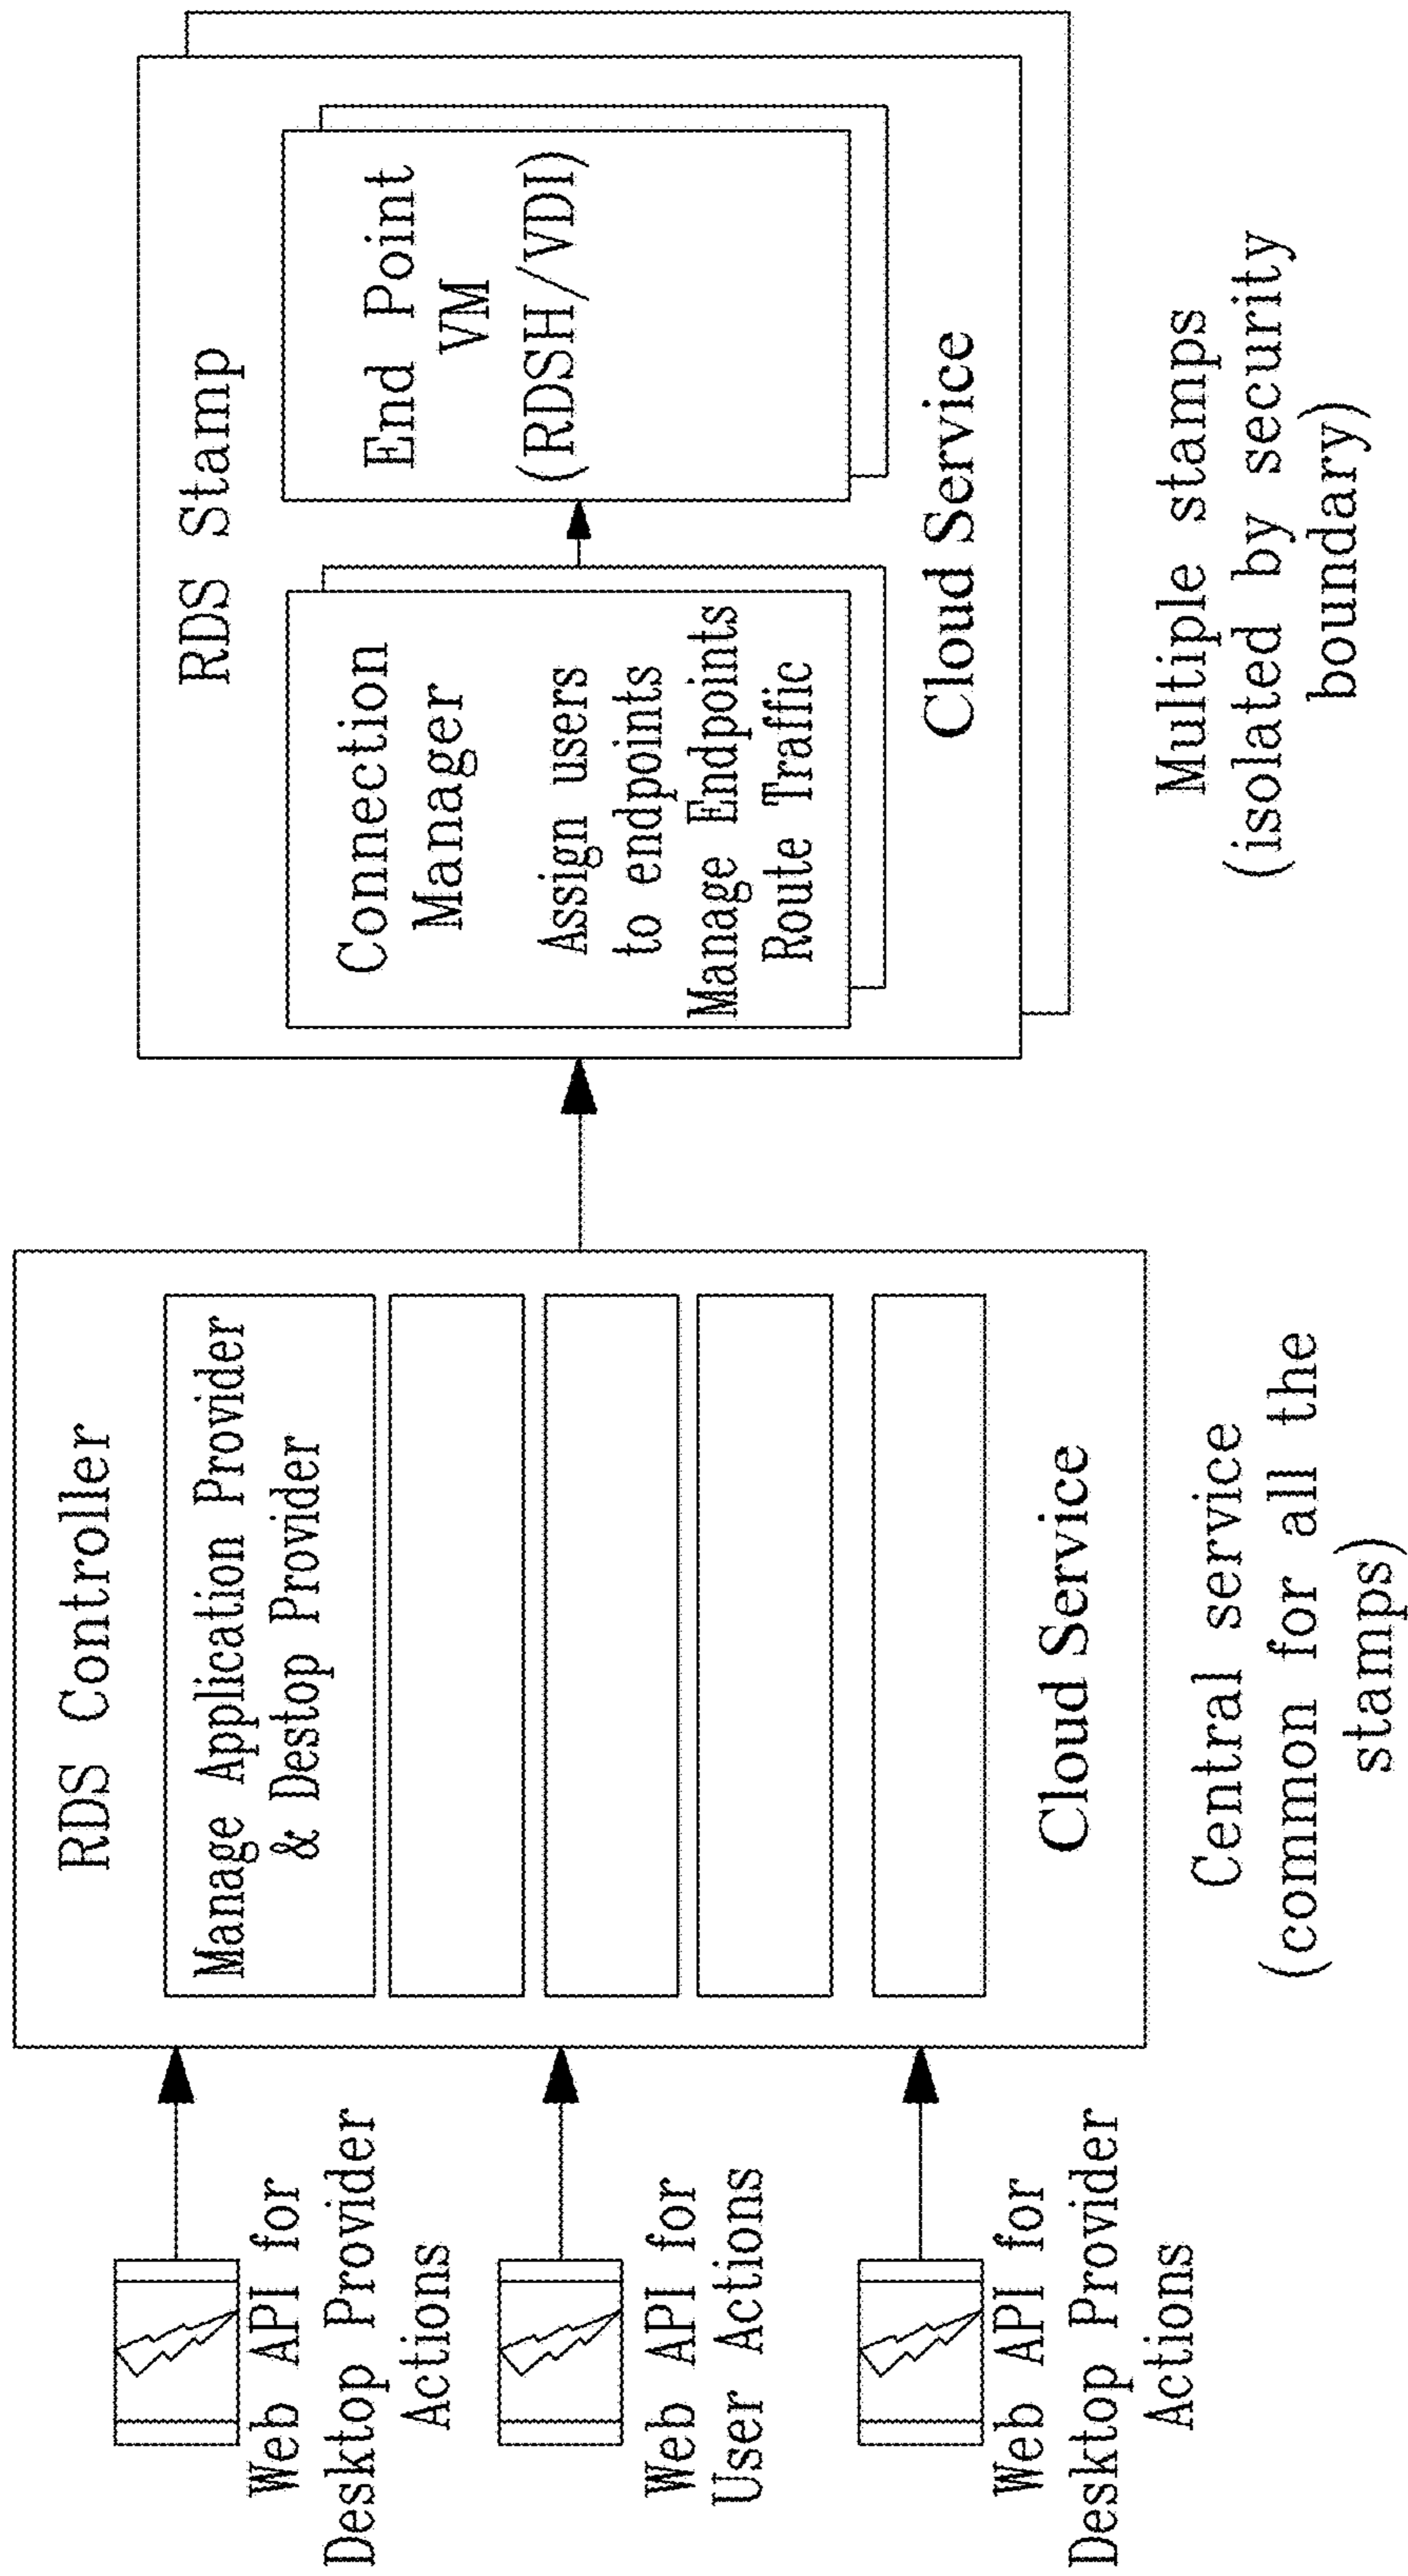 Web API for
Desktop Provider
Actions
Web API for
User Actions
Web API for
Desktop Provider
Actions
RDS Controller
Manage Application Provider
& Destop Provider
Cloud Service
Central service
(common for all the
stamps)
RDS Stamp
Connection
Manager
Assign users
to endpoints
Manage Endpoints
Route Traffic
End Point
VM
(RDSH/VDI)
Cloud Service
Multiple stamps
(isolated by security
boundary)